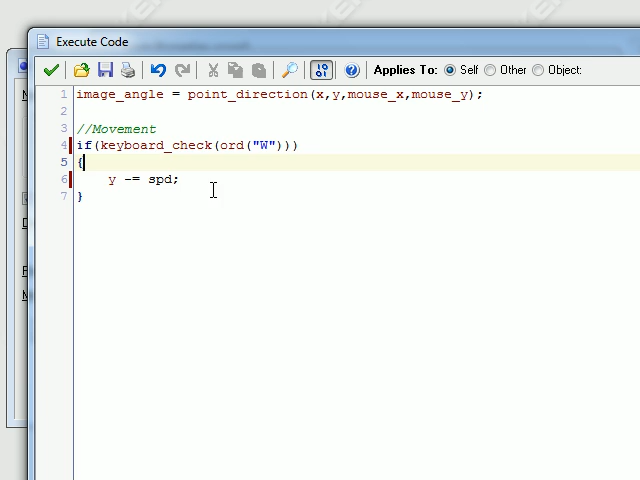 Execute Code
Applies To: Self Other Object:
1 image_angle = point_direction(x,y,mouse_x,mouse_y);
2
3 //Movement
4 if(keyboard_check(ord("W")))
5 {
6 y -= spd;
7 }